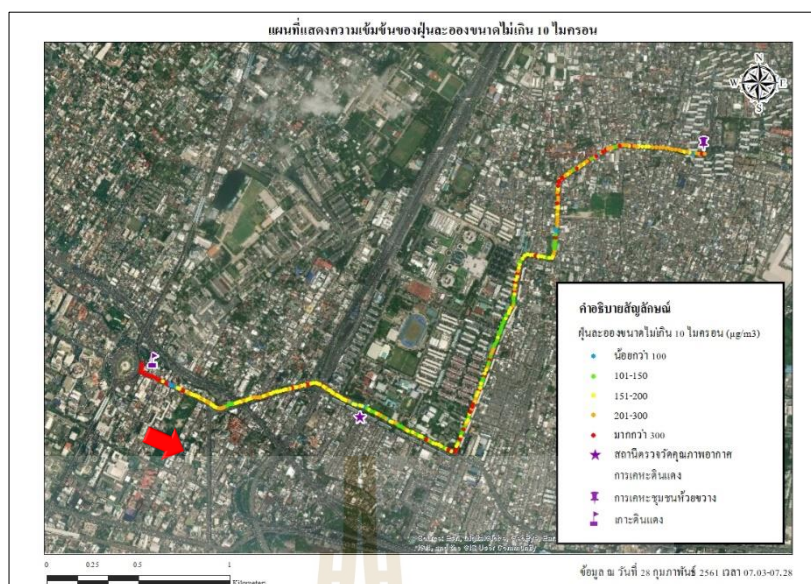 แผนที่แสดงความเข้มข้นของฝุ่นละอองขนาดไม่เกิน 10 ไมครอน
N
W E
S
คำอธิบายสัญลักษณ์
ฝุ่นละอองขนาดไม่เกิน 10 ไมครอน (µg/m3)
น้อยกว่า 100
101-150
151-200
201-300
มากกว่า 300
สถานีตรวจวัดคุณภาพอากาศ
การเคหะดินแดง
การเคหะชุมชนห้วยขวาง
เกาะดินแดง
and the GIS User Community
0 0.25 0.5 1
Kilometers
ข้อมูล ณ วันที่ 28 กุมภาพันธ์ 2561 เวลา 07.03-07.28